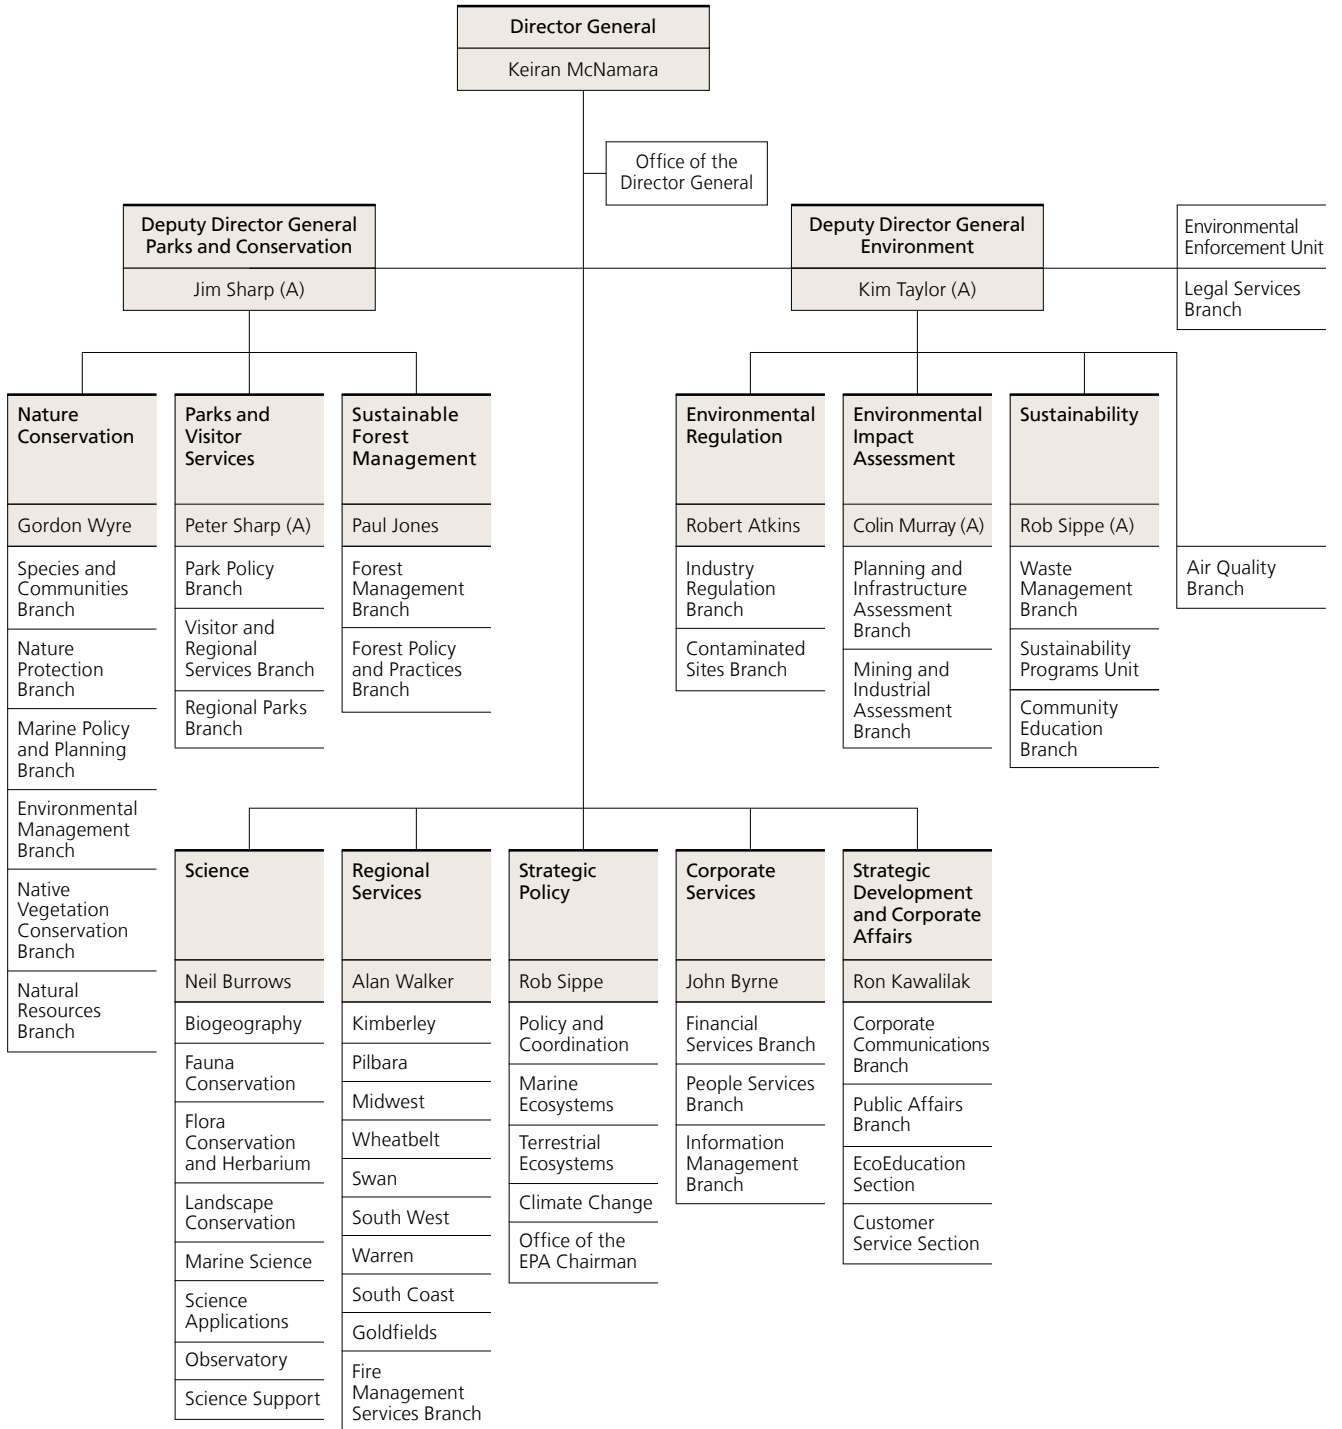 Director General
Keiran McNamara
Office of the
Director General
Deputy Director General
Parks and Conservation
Jim Sharp (A)
Deputy Director General
Environment
Kim Taylor (A)
Environmental
Enforcement Unit
Legal Services
Branch
Nature
Conservation
Gordon Wyre
Species and
Communities
Branch
Nature
Protection
Branch
Marine Policy
and Planning
Branch
Environmental
Management
Branch
Native
Vegetation
Conservation
Branch
Natural
Resources
Branch
Parks and
Visitor
Services
Peter Sharp (A)
Park Policy
Branch
Visitor and
Regional
Services Branch
Regional Parks
Branch
Sustainable
Forest
Management
Paul Jones
Forest
Management
Branch
Forest Policy
and Practices
Branch
Environmental
Regulation
Robert Atkins
Industry
Regulation
Branch
Contaminated
Sites Branch
Environmental
Impact
Assessment
Colin Murray (A)
Planning and
Infrastructure
Assessment
Branch
Mining and
Industrial
Assessment
Branch
Sustainability
Rob Sippe (A)
Waste
Management
Branch
Sustainability
Programs Unit
Community
Education
Branch
Air Quality
Branch
Science
Neil Burrows
Biogeography
Fauna
Conservation
Flora
Conservation
and Herbarium
Landscape
Conservation
Marine Science
Science
Applications
Observatory
Science Support
Regional
Services
Alan Walker
Kimberley
Pilbara
Midwest
Wheatbelt
Swan
South West
Warren
South Coast
Goldfields
Fire
Management
Services Branch
Strategic
Policy
Rob Sippe
Policy and
Coordination
Marine
Ecosystems
Terrestrial
Ecosystems
Climate Change
Office of the
EPA Chairman
Corporate
Services
John Byrne
Financial
Services Branch
People Services
Branch
Information
Management
Branch
Strategic
Development
and Corporate
Affairs
Ron Kawalilak
Corporate
Communications
Branch
Public Affairs
Branch
EcoEducation
Section
Customer
Service Section